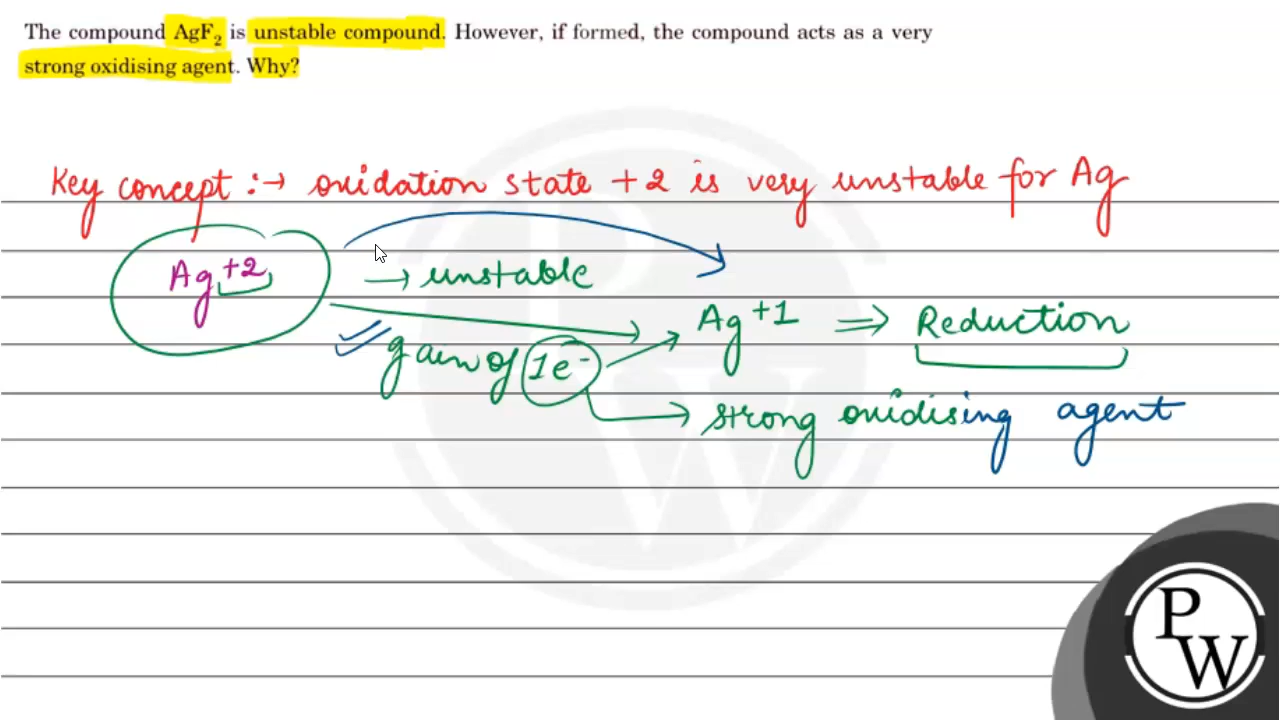 The compound AgF₂ is unstable compound. However, if formed, the compound acts as a very
strong oxidising agent. Why?
Key concept :→ oxidation state +2 is very unstable for Ag
Ag⁺² → unstable
gain of 1e⁻ Ag⁺¹ ⇒ Reduction
→ strong oxidising agent
P
W